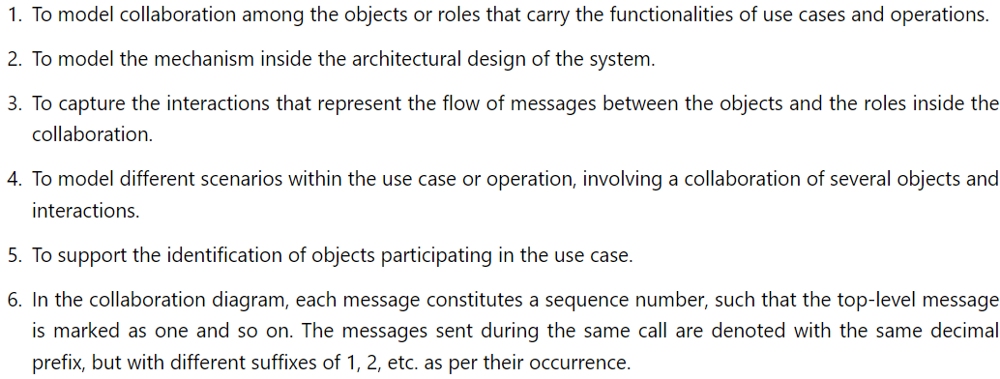 1. To model collaboration among the objects or roles that carry the functionalities of use cases and operations.
2. To model the mechanism inside the architectural design of the system.
3. To capture the interactions that represent the flow of messages between the objects and the roles inside the
collaboration.
4. To model different scenarios within the use case or operation, involving a collaboration of several objects and
interactions.
5. To support the identification of objects participating in the use case.
6. In the collaboration diagram, each message constitutes a sequence number, such that the top-level message
is marked as one and so on. The messages sent during the same call are denoted with the same decimal
prefix, but with different suffixes of 1, 2, etc. as per their occurrence.